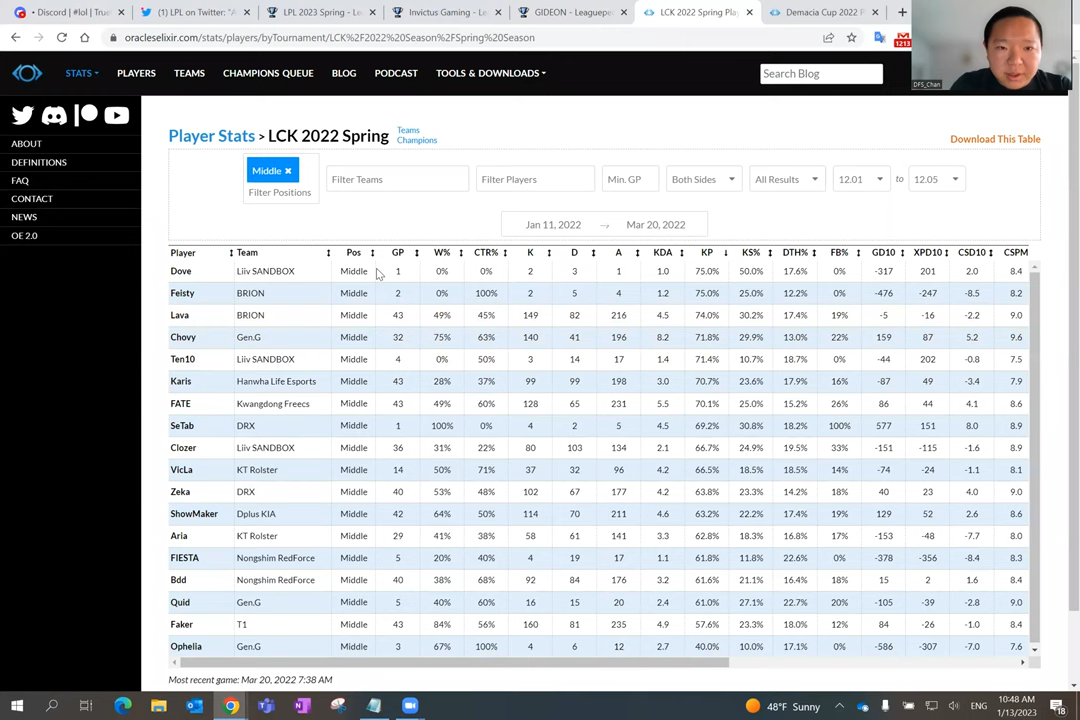 Discord | #lol | True
(1) LPL on Twitter: "A
LPL 2023 Spring - Le
Invictus Gaming - Le
GIDEON - Leaguepe
LCK 2022 Spring Play
Demacia Cup 2022 P
oracleselixir.com/stats/players/byTournament/LCK%2F2022%20Season%2FSpring%20Season
1213
STATS
PLAYERS
TEAMS
CHAMPIONS QUEUE
BLOG
PODCAST
TOOLS & DOWNLOADS
Search Blog
DFS_Chan
ABOUT
DEFINITIONS
FAQ
CONTACT
NEWS
OE 2.0
Player Stats > LCK 2022 Spring
Teams
Champions
Download This Table
Middle ×
Filter Positions
Filter Teams
Filter Players
Min. GP
Both Sides
All Results
12.01 to 12.05
Jan 11, 2022 → Mar 20, 2022
Player Team Pos GP W% CTR% K D A KDA KP KS% DTH% FB% GD10 XPD10 CSD10 CSPM
Dove Liiv SANDBOX Middle 1 0% 0% 2 3 1 1.0 75.0% 50.0% 17.6% 0% -317 201 2.0 8.4
Feisty BRION Middle 2 0% 100% 2 5 4 1.2 75.0% 25.0% 12.2% 0% -476 -247 -8.5 8.2
Lava BRION Middle 43 49% 45% 149 82 216 4.5 74.0% 30.2% 17.4% 19% -5 -16 -2.2 9.0
Chovy Gen.G Middle 32 75% 63% 140 41 196 8.2 71.8% 29.9% 13.0% 22% 159 87 5.2 9.6
Ten10 Liiv SANDBOX Middle 4 0% 50% 3 14 17 1.4 71.4% 10.7% 18.7% 0% -44 202 -0.8 7.5
Karis Hanwha Life Esports Middle 43 28% 37% 99 99 198 3.0 70.7% 23.6% 17.9% 16% -87 49 -3.4 7.9
FATE Kwangdong Freecs Middle 43 49% 60% 128 65 231 5.5 70.1% 25.0% 15.2% 26% 86 44 4.1 8.6
SeTab DRX Middle 1 100% 0% 4 2 5 4.5 69.2% 30.8% 18.2% 100% 577 151 8.0 8.9
Clozer Liiv SANDBOX Middle 36 31% 22% 80 103 134 2.1 66.7% 24.9% 19.5% 33% -151 -115 -1.6 8.9
VicLa KT Rolster Middle 14 50% 71% 37 32 96 4.2 66.5% 18.5% 18.5% 14% -74 -24 -1.1 8.1
Zeka DRX Middle 40 53% 48% 102 67 177 4.2 63.8% 23.3% 14.2% 18% 40 23 4.0 9.0
ShowMaker Dplus KIA Middle 42 64% 50% 114 70 211 4.6 63.2% 22.2% 17.4% 19% 129 52 2.6 8.6
Aria KT Rolster Middle 29 41% 38% 58 61 141 3.3 62.8% 18.3% 16.8% 17% -153 -48 -7.7 8.0
FIESTA Nongshim RedForce Middle 5 20% 40% 4 19 17 1.1 61.8% 11.8% 22.6% 0% -378 -356 -8.4 8.3
Bdd Nongshim RedForce Middle 40 38% 68% 92 84 176 3.2 61.6% 21.1% 16.4% 18% 15 2 1.6 8.4
Quid Gen.G Middle 5 40% 60% 16 15 20 2.4 61.0% 27.1% 22.7% 20% -105 -39 -2.8 9.0
Faker T1 Middle 43 84% 56% 160 81 235 4.9 57.6% 23.3% 18.0% 12% 84 -26 -1.0 8.4
Ophelia Gen.G Middle 3 67% 100% 4 6 12 2.7 40.0% 10.0% 17.1% 0% -586 -307 -7.0 7.6
Most recent game: Mar 20, 2022 7:38 AM
48°F Sunny
ENG
10:48 AM
1/13/2023
18